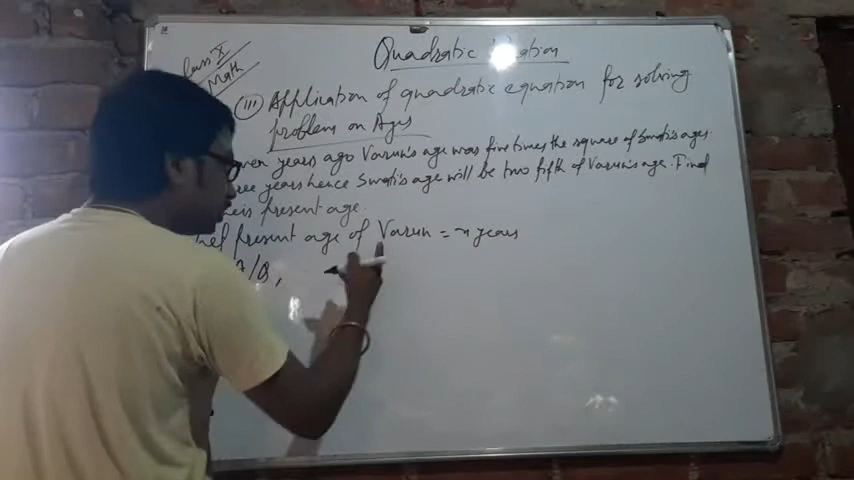 Class X
Math
Quadratic
(III) Application of quadratic equation for solving
problem on Ages
years ago Varun's age was five times the square of Swati's ages.
years hence Swati's age will be two fifth of Varun's age. Find
present age.
present age of Varun = x years
A/Q,